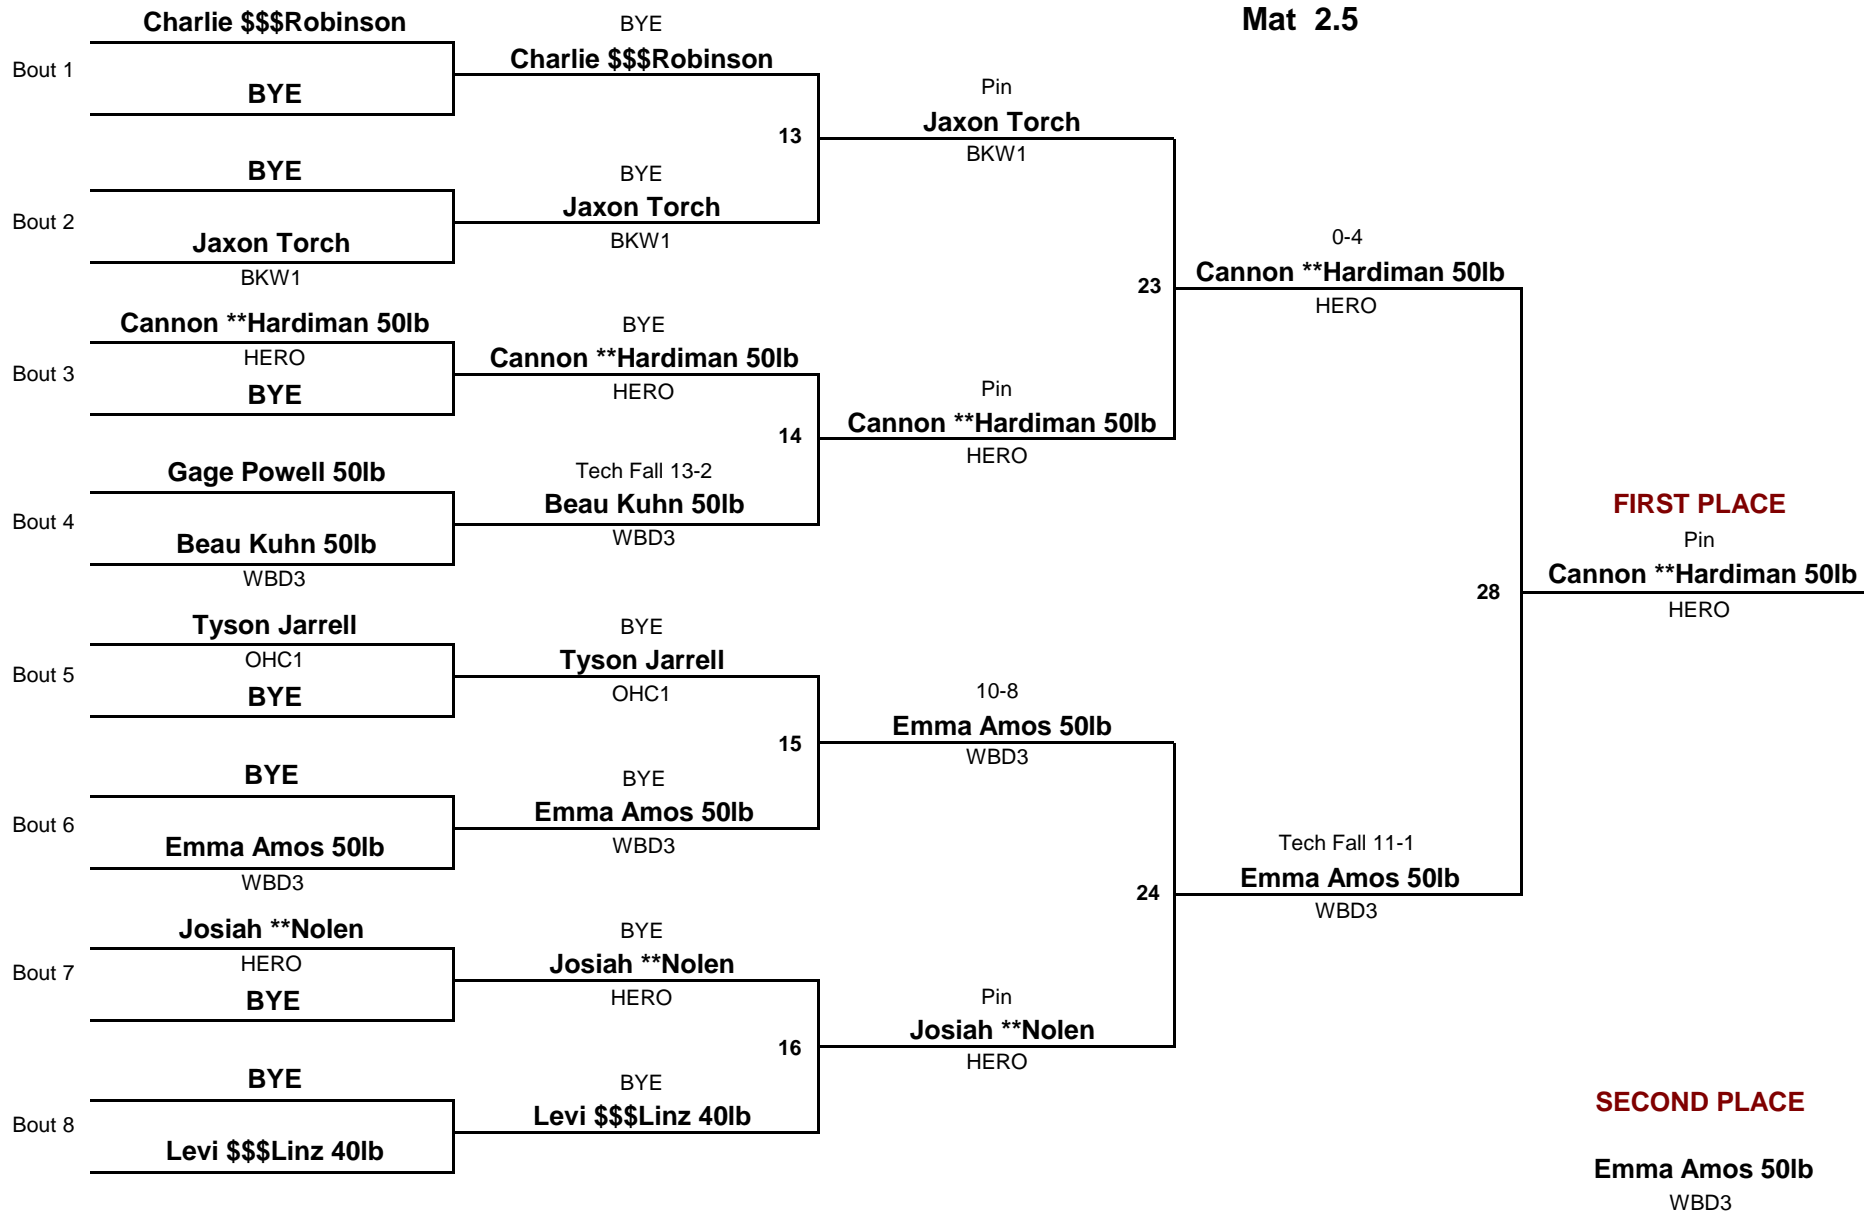 Mat 2.5
Charlie $$$Robinson
Bout 1
BYE
BYE
Bout 2
Jaxon Torch
BKW1
Cannon **Hardiman 50lb
HERO
Bout 3
BYE
Gage Powell 50lb
Bout 4
Beau Kuhn 50lb
WBD3
Tyson Jarrell
OHC1
Bout 5
BYE
BYE
Bout 6
Emma Amos 50lb
WBD3
Josiah **Nolen
HERO
Bout 7
BYE
BYE
Bout 8
Levi $$$Linz 40lb
BYE
Charlie $$$Robinson
13
BYE
Jaxon Torch
BKW1
BYE
Cannon **Hardiman 50lb
HERO
14
Tech Fall 13-2
Beau Kuhn 50lb
WBD3
BYE
Tyson Jarrell
OHC1
15
BYE
Emma Amos 50lb
WBD3
BYE
Josiah **Nolen
HERO
16
BYE
Levi $$$Linz 40lb
Pin
Jaxon Torch
BKW1
23
Pin
Cannon **Hardiman 50lb
HERO
10-8
Emma Amos 50lb
WBD3
24
Pin
Josiah **Nolen
HERO
0-4
Cannon **Hardiman 50lb
HERO
28
Tech Fall 11-1
Emma Amos 50lb
WBD3
FIRST PLACE
Pin
Cannon **Hardiman 50lb
HERO
SECOND PLACE
Emma Amos 50lb
WBD3